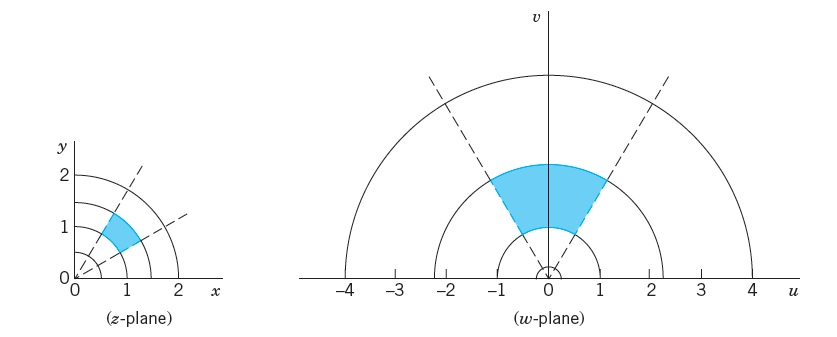 v
y
2
1
0
0 1 2 x
(z-plane)
–4 –3 –2 –1 0 1 2 3 4 u
(w-plane)